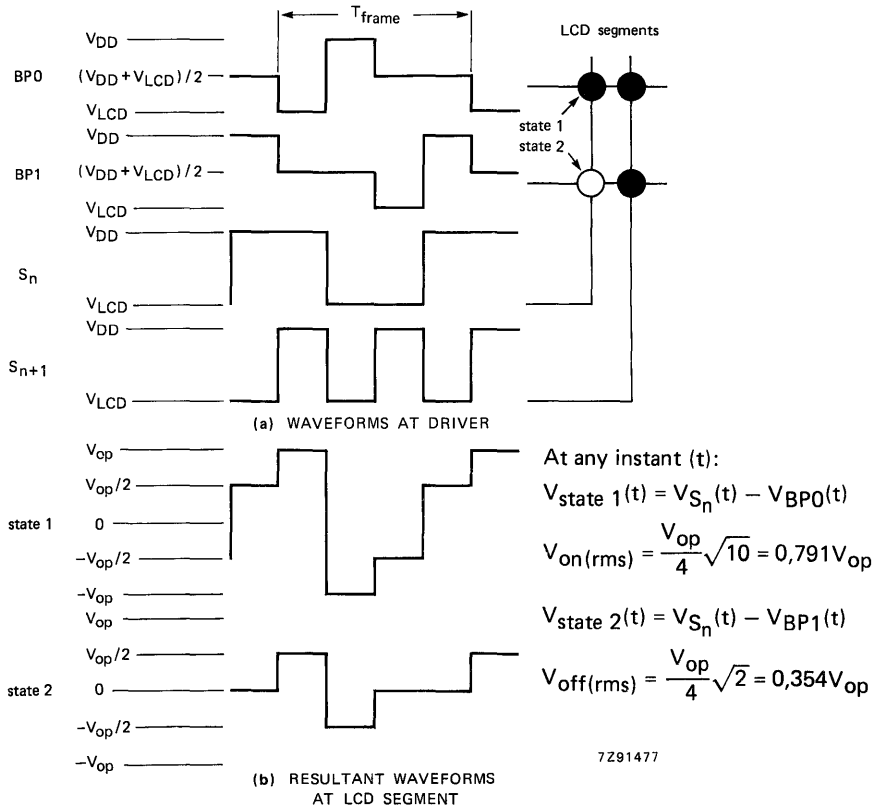 T_frame
LCD segments
BP0
V_DD
(V_DD + V_LCD) / 2
V_LCD
state 1
state 2
BP1
V_DD
(V_DD + V_LCD) / 2
V_LCD
S_n
V_DD
V_LCD
S_n+1
V_DD
V_LCD
(a) WAVEFORMS AT DRIVER
state 1
V_op
V_op/2
0
−V_op/2
−V_op
state 2
V_op
V_op/2
0
−V_op/2
−V_op
(b) RESULTANT WAVEFORMS
AT LCD SEGMENT
At any instant (t):
V_state 1(t) = V_Sn(t) − V_BP0(t)
V_on(rms) = V_op/4 √10 = 0,791V_op
V_state 2(t) = V_Sn(t) − V_BP1(t)
V_off(rms) = V_op/4 √2 = 0,354V_op
7Z91477